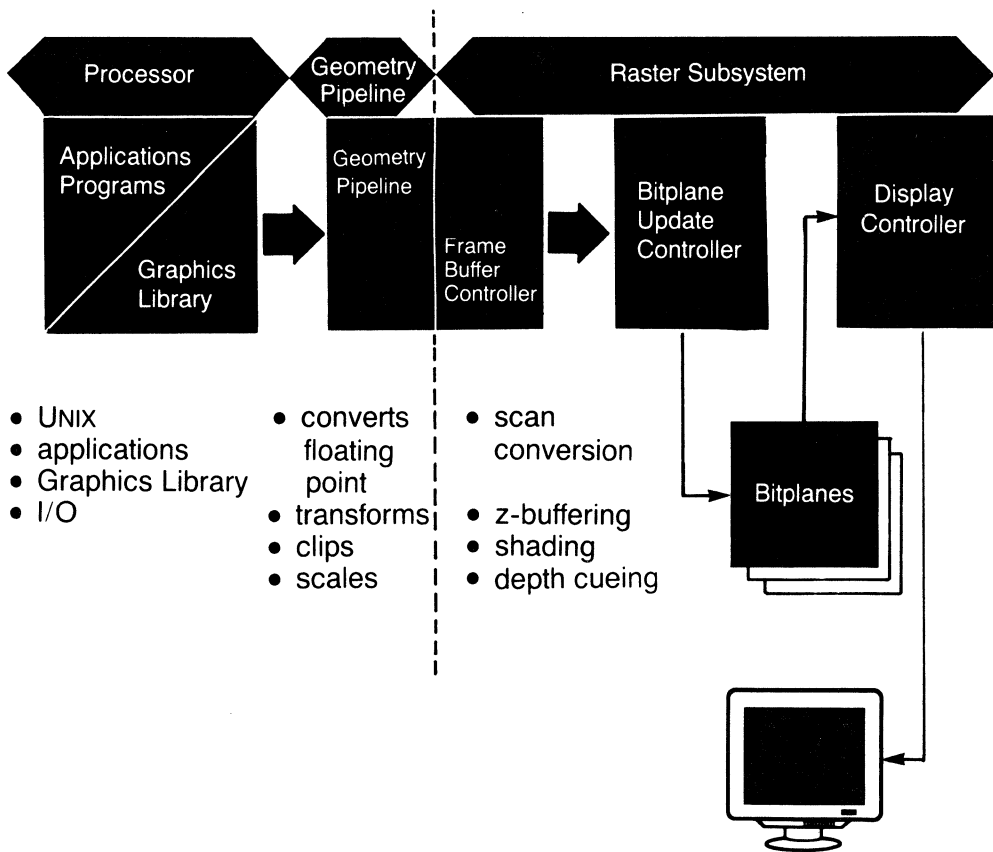 Processor
Geometry
Pipeline
Raster Subsystem
Applications
Programs
Graphics
Library
Geometry
Pipeline
Frame
Buffer
Controller
Bitplane
Update
Controller
Display
Controller
• UNIX
• applications
• Graphics Library
• I/O
• converts
floating
point
• transforms
• clips
• scales
• scan
conversion
• z-buffering
• shading
• depth cueing
Bitplanes